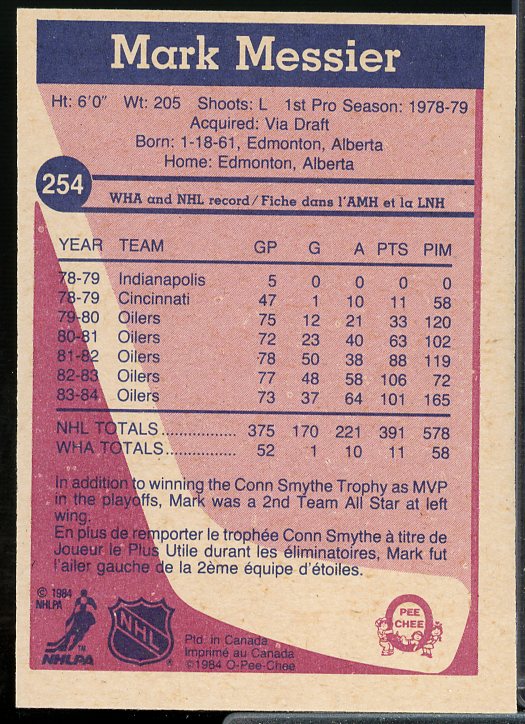 Mark Messier
Ht: 6'0" Wt: 205 Shoots: L 1st Pro Season: 1978-79
Acquired: Via Draft
Born: 1-18-61, Edmonton, Alberta
Home: Edmonton, Alberta
254
WHA and NHL record/Fiche dans l'AMH et la LNH
YEAR TEAM GP G A PTS PIM
78-79 Indianapolis 5 0 0 0 0
78-79 Cincinnati 47 1 10 11 58
79-80 Oilers 75 12 21 33 120
80-81 Oilers 72 23 40 63 102
81-82 Oilers 78 50 38 88 119
82-83 Oilers 77 48 58 106 72
83-84 Oilers 73 37 64 101 165
NHL TOTALS................. 375 170 221 391 578
WHA TOTALS................ 52 1 10 11 58
In addition to winning the Conn Smythe Trophy as MVP
in the playoffs, Mark was a 2nd Team All Star at left
wing.
En plus de remporter le trophée Conn Smythe à titre de
Joueur le Plus Utile durant les éliminatoires, Mark fut
l'ailer gauche de la 2ème équipe d'étoiles.
© 1984
NHLPA
TM
NHLPA
NHL
®
Ptd. in Canada
Imprimé au Canada
©1984 O-Pee-Chee
PEE
CHEE